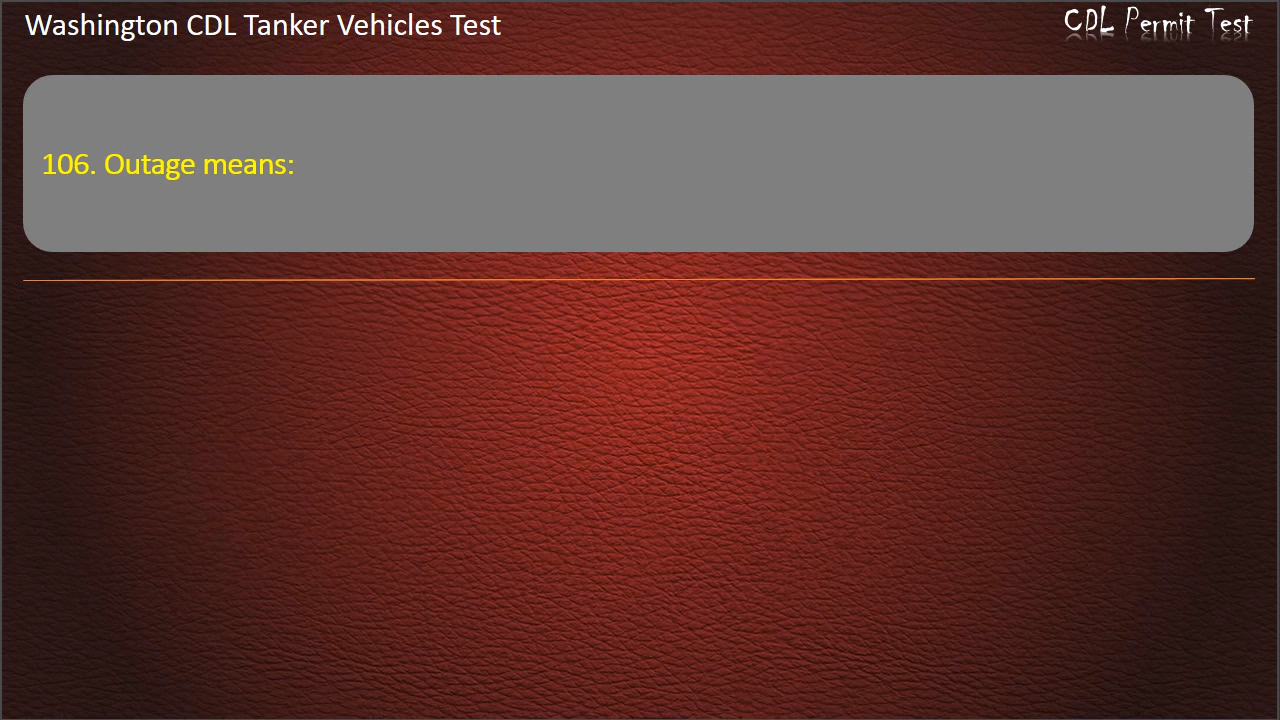 Washington CDL Tanker Vehicles Test
CDL Permit Test
106. Outage means: